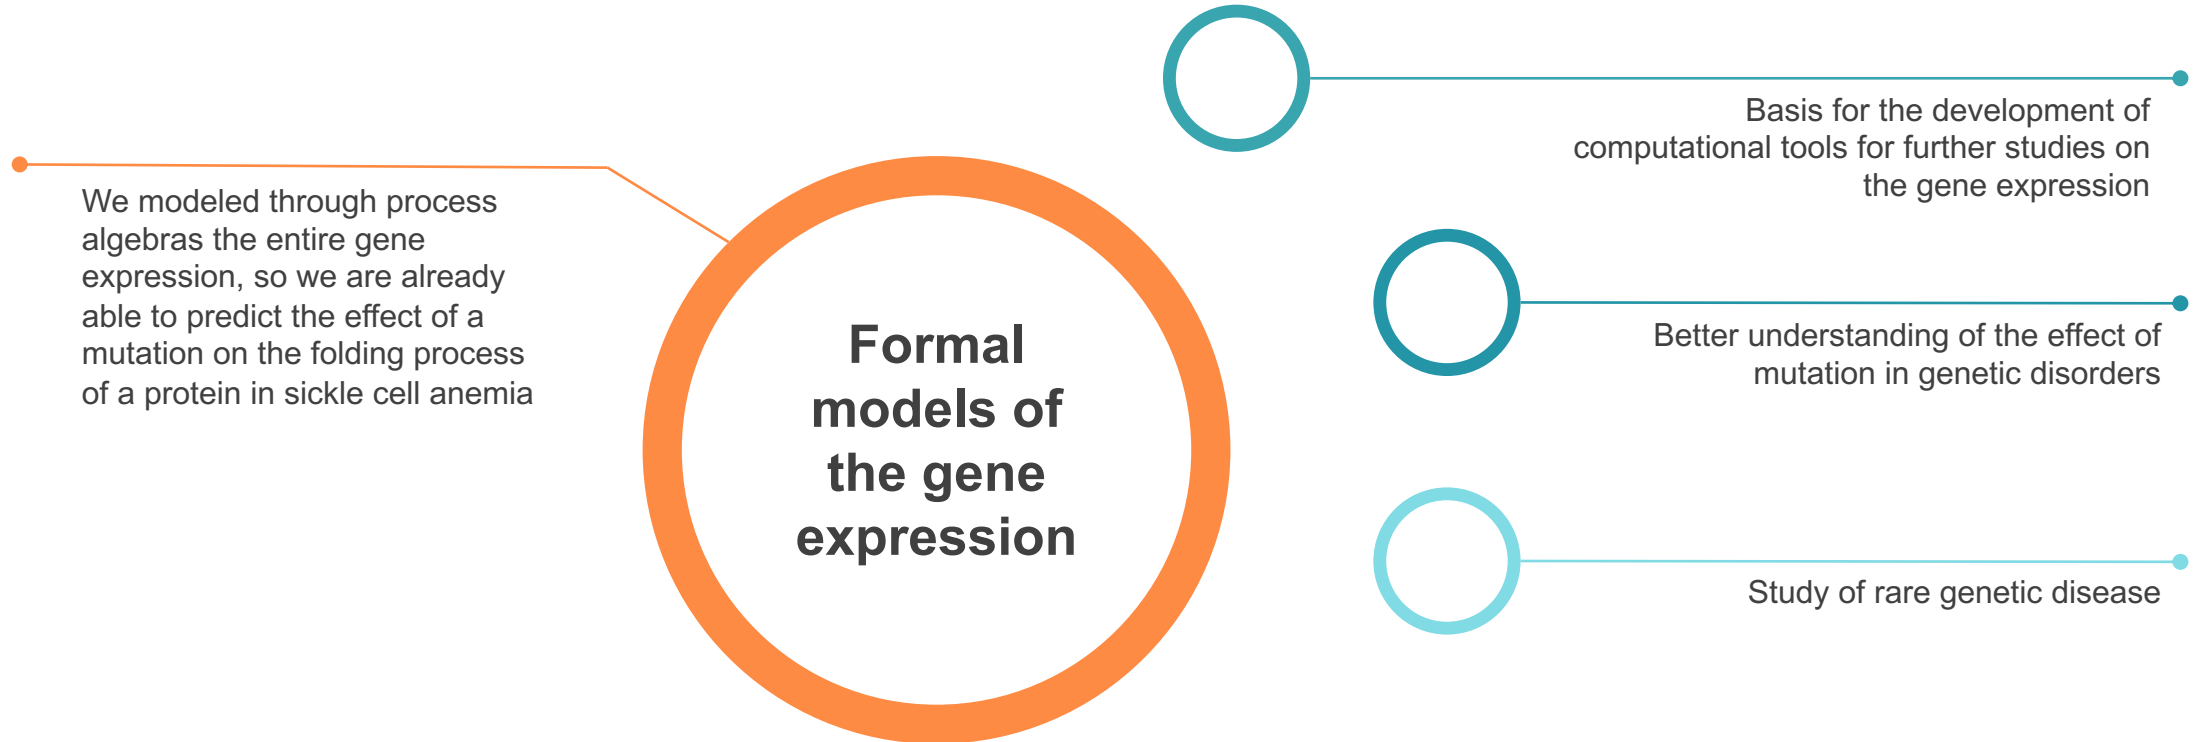 We modeled through process
algebras the entire gene
expression, so we are already
able to predict the effect of a
mutation on the folding process
of a protein in sickle cell anemia
Formal
models of
the gene
expression
Basis for the development of
computational tools for further studies on
the gene expression
Better understanding of the effect of
mutation in genetic disorders
Study of rare genetic disease